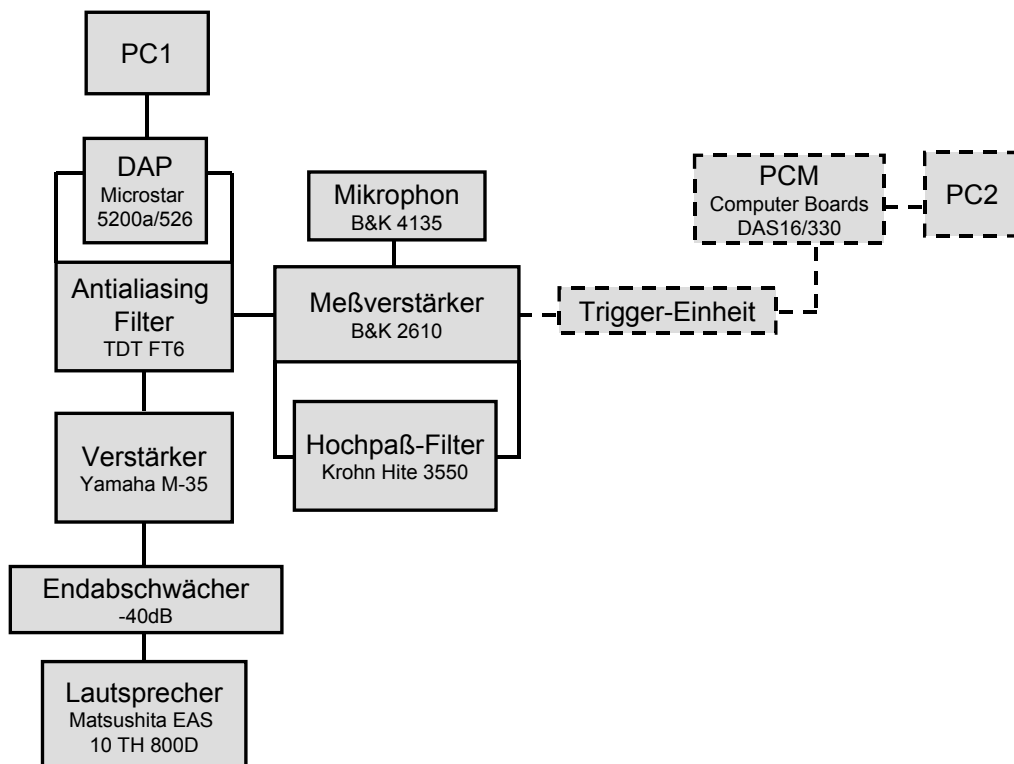 PC1
DAP
Microstar
5200a/526
Antialiasing
Filter
TDT FT6
Verstärker
Yamaha M-35
Endabschwächer
-40dB
Lautsprecher
Matsushita EAS
10 TH 800D
Mikrophon
B&K 4135
Meßverstärker
B&K 2610
Hochpaß-Filter
Krohn Hite 3550
Trigger-Einheit
PCM
Computer Boards
DAS16/330
PC2